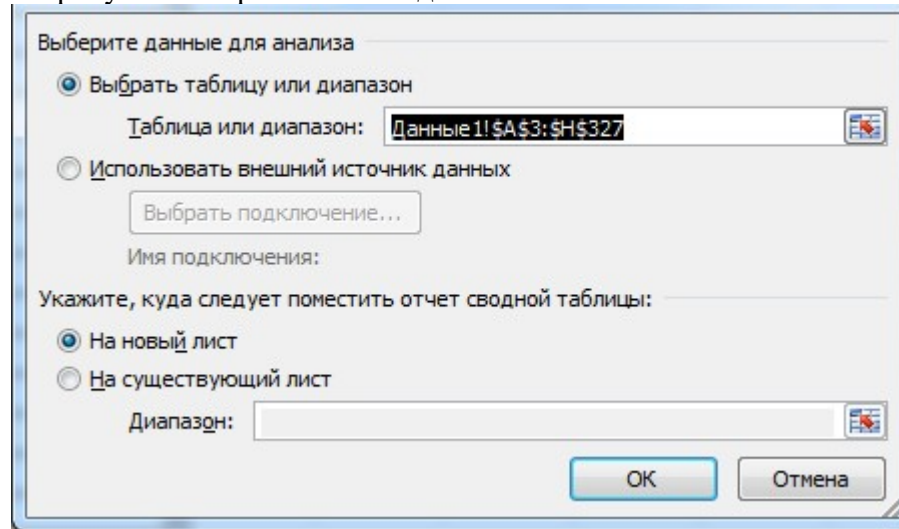 Выберите данные для анализа
Выбрать таблицу или диапазон
Таблица или диапазон: Данные1!$A$3:$H$327
Использовать внешний источник данных
Выбрать подключение...
Имя подключения:
Укажите, куда следует поместить отчет сводной таблицы:
На новый лист
На существующий лист
Диапазон:
ОК Отмена